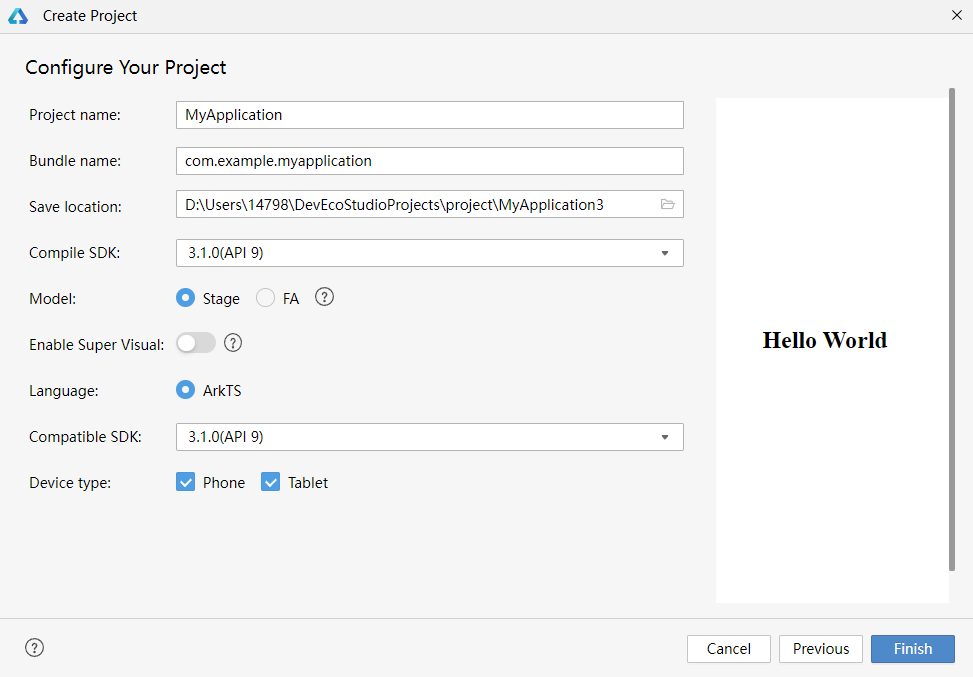 Create Project
Configure Your Project
Project name: MyApplication
Bundle name: com.example.myapplication
Save location: D:\Users\14798\DevEcoStudioProjects\project\MyApplication3
Compile SDK: 3.1.0(API 9)
Model: Stage FA ?
Enable Super Visual: ?
Language: ArkTS
Compatible SDK: 3.1.0(API 9)
Device type: Phone Tablet
Hello World
? Cancel Previous Finish